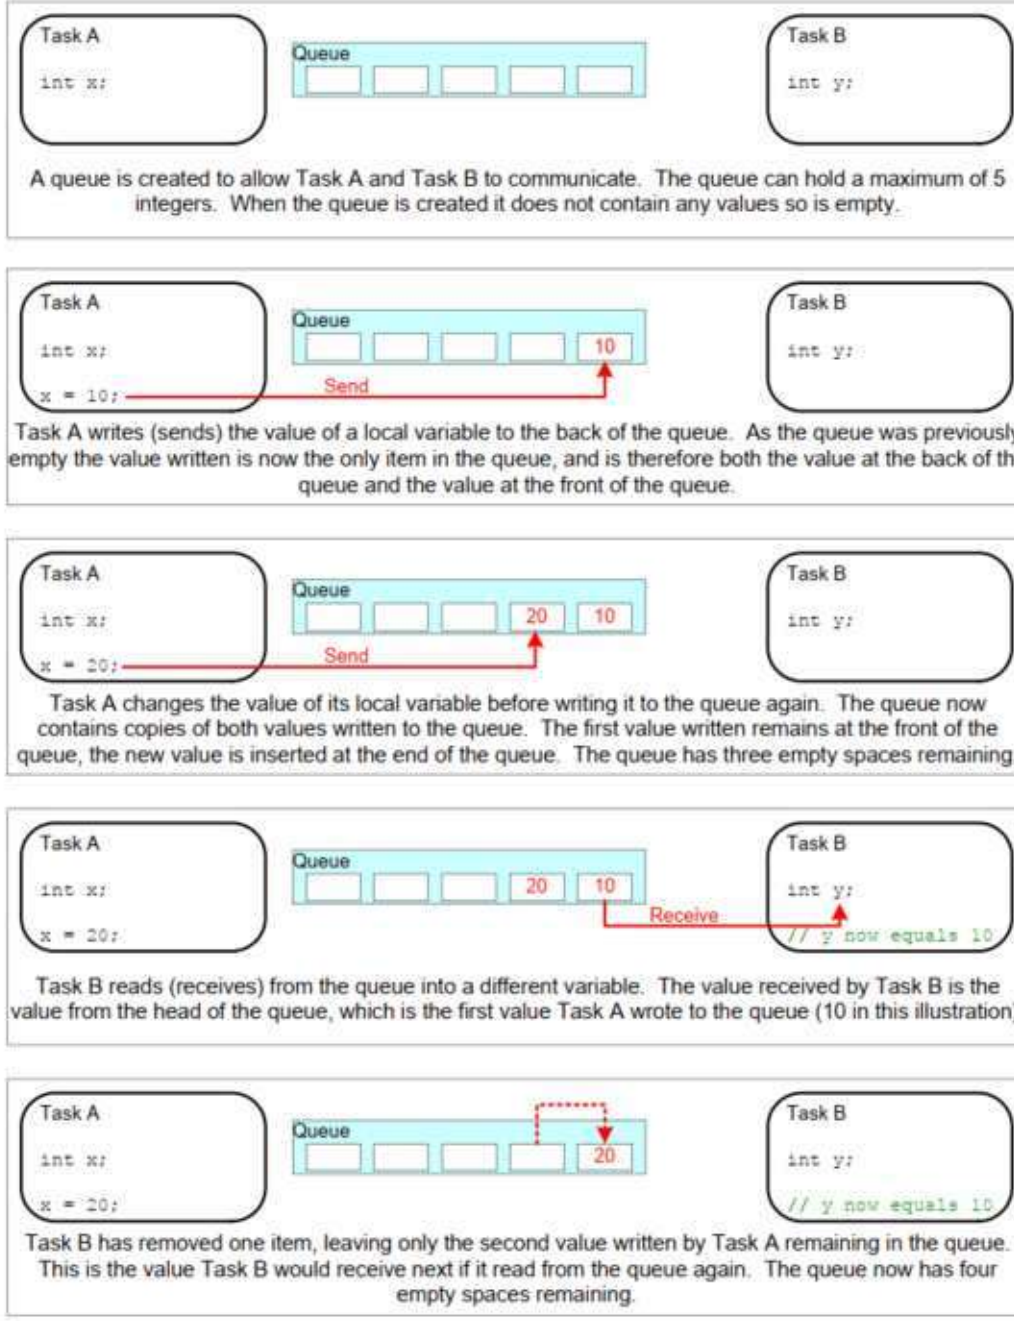 Task A
int x;
Queue
Task B
int y;
A queue is created to allow Task A and Task B to communicate. The queue can hold a maximum of 5
integers. When the queue is created it does not contain any values so is empty.
Task A
int x;
x = 10;
Queue
10
Send
Task B
int y;
Task A writes (sends) the value of a local variable to the back of the queue. As the queue was previously
empty the value written is now the only item in the queue, and is therefore both the value at the back of th
queue and the value at the front of the queue.
Task A
int x;
x = 20;
Queue
20 10
Send
Task B
int y;
Task A changes the value of its local variable before writing it to the queue again. The queue now
contains copies of both values written to the queue. The first value written remains at the front of the
queue, the new value is inserted at the end of the queue. The queue has three empty spaces remaining
Task A
int x;
x = 20;
Queue
20 10
Receive
Task B
int y;
// y now equals 10
Task B reads (receives) from the queue into a different variable. The value received by Task B is the
value from the head of the queue, which is the first value Task A wrote to the queue (10 in this illustration)
Task A
int x;
x = 20;
Queue
20
Task B
int y;
// y now equals 10
Task B has removed one item, leaving only the second value written by Task A remaining in the queue.
This is the value Task B would receive next if it read from the queue again. The queue now has four
empty spaces remaining.